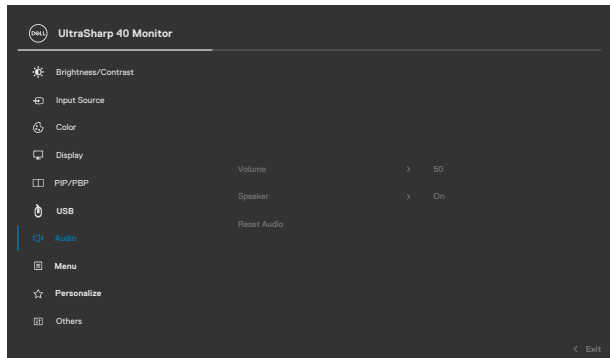 DELL UltraSharp 40 Monitor
Brightness/Contrast
Input Source
Color
Display
PIP/PBP
USB
Audio
Menu
Personalize
Others
Volume > 50
Speaker > On
Reset Audio
< Exit